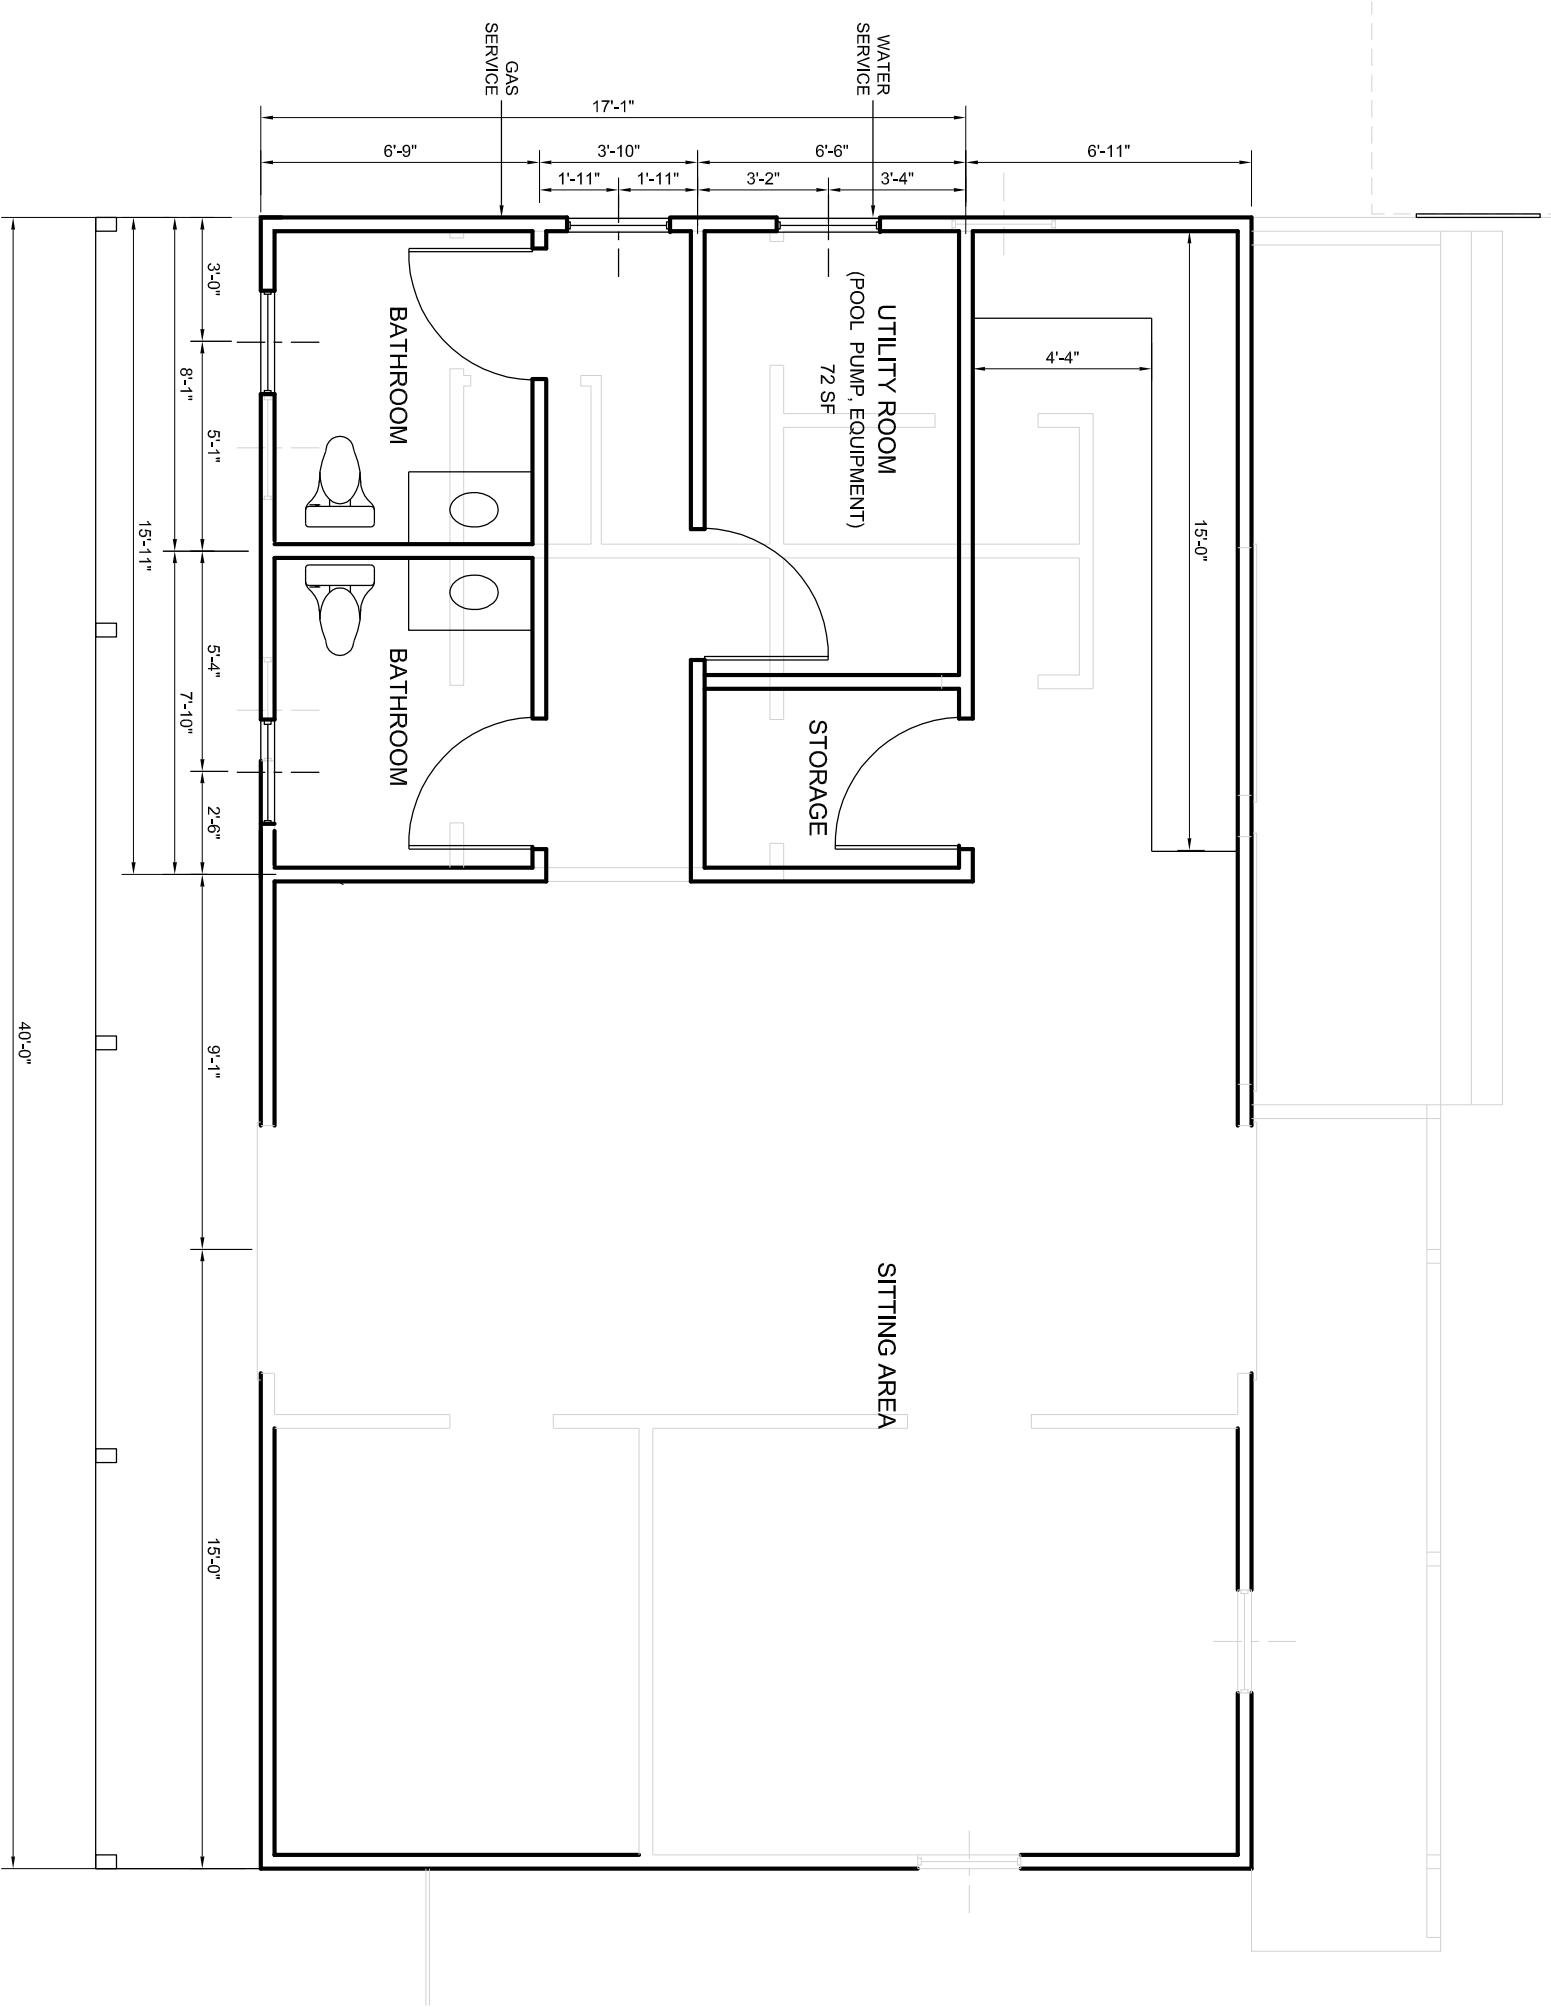 GAS
SERVICE
WATER
SERVICE
17'-1"
6'-9"
3'-10"
6'-6"
6'-11"
1'-11"
1'-11"
3'-2"
3'-4"
3'-0"
8'-1"
5'-1"
15'-11"
5'-4"
7'-10"
2'-6"
9'-1"
15'-0"
40'-0"
BATHROOM
BATHROOM
UTILITY ROOM
(POOL PUMP, EQUIPMENT)
72 SF
STORAGE
4'-4"
15'-0"
SITTING AREA